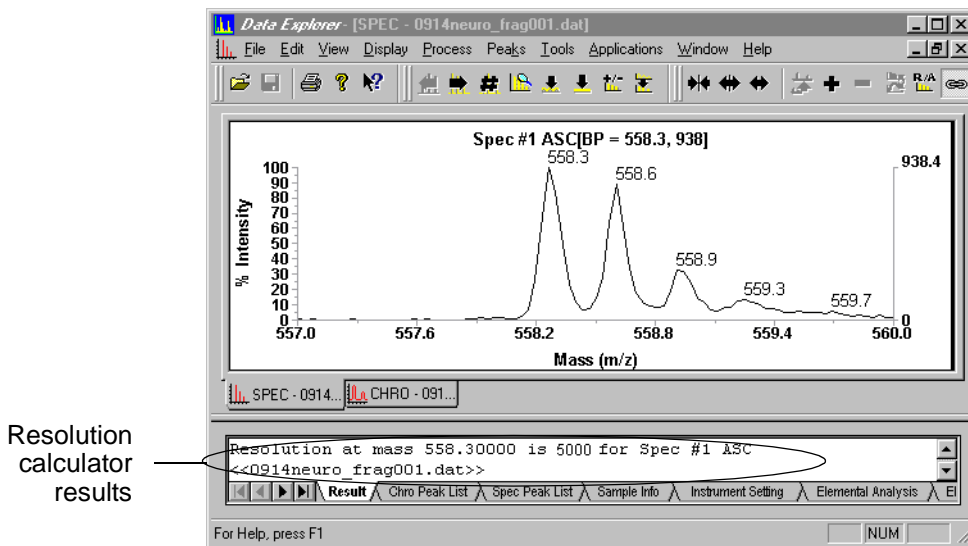 Data Explorer - [SPEC - 0914neuro_frag001.dat]
File Edit View Display Process Peaks Tools Applications Window Help
R/A
Spec #1 ASC[BP = 558.3, 938]
% Intensity
100
90
80
70
60
50
40
30
20
10
0
558.3
558.6
558.9
559.3
559.7
938.4
0
557.0 557.6 558.2 558.8 559.4 560.0
Mass (m/z)
SPEC - 0914... CHRO - 091...
Resolution calculator results
Resolution at mass 558.30000 is 5000 for Spec #1 ASC
<<0914neuro_frag001.dat>>
Result Chro Peak List Spec Peak List Sample Info Instrument Setting Elemental Analysis El
For Help, press F1 NUM